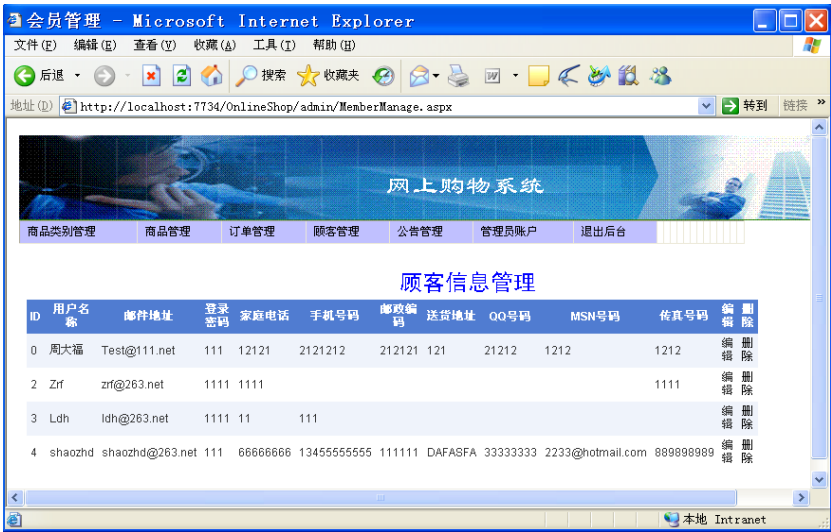 会员管理 - Microsoft Internet Explorer
文件(F) 编辑(E) 查看(V) 收藏(A) 工具(T) 帮助(H)
后退 搜索 收藏夹
地址(D) http://localhost:7734/OnlineShop/admin/MemberManage.aspx 转到 链接 »
网上购物系统
商品类别管理 商品管理 订单管理 顾客管理 公告管理 管理员账户 退出后台
顾客信息管理
ID 用户名称 邮件地址 登录密码 家庭电话 手机号码 邮政编码 送货地址 QQ号码 MSN号码 传真号码 编辑 删除
0 周大福 Test@111.net 111 12121 2121212 212121 121 21212 1212 1212 编辑 删除
2 Zrf zrf@263.net 1111 1111 1111 编辑 删除
3 Ldh ldh@263.net 1111 11 111 编辑 删除
4 shaozhd shaozhd@263.net 111 66666666 13455555555 111111 DAFASFA 33333333 2233@hotmail.com 889898989 编辑 删除
本地 Intranet